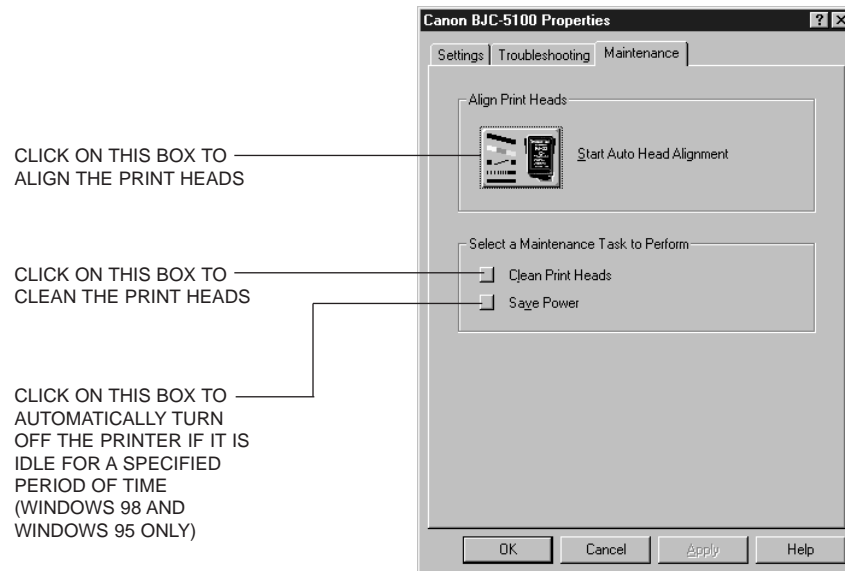 Canon BJC-5100 Properties
Settings Troubleshooting Maintenance
Align Print Heads
CLICK ON THIS BOX TO
ALIGN THE PRINT HEADS
Start Auto Head Alignment
Select a Maintenance Task to Perform
CLICK ON THIS BOX TO
CLEAN THE PRINT HEADS
Clean Print Heads
Save Power
CLICK ON THIS BOX TO
AUTOMATICALLY TURN
OFF THE PRINTER IF IT IS
IDLE FOR A SPECIFIED
PERIOD OF TIME
(WINDOWS 98 AND
WINDOWS 95 ONLY)
OK Cancel Apply Help